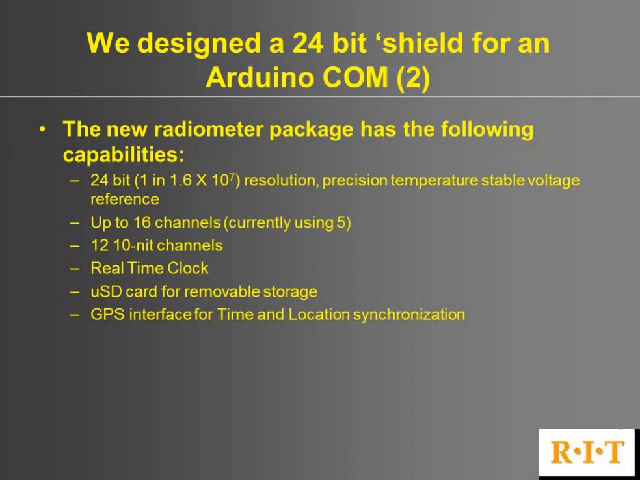 We designed a 24 bit ‘shield for an
Arduino COM (2)
• The new radiometer package has the following
capabilities:
– 24 bit (1 in 1.6 X 10⁷) resolution, precision temperature stable voltage
reference
– Up to 16 channels (currently using 5)
– 12 10-nit channels
– Real Time Clock
– uSD card for removable storage
– GPS interface for Time and Location synchronization
R·I·T